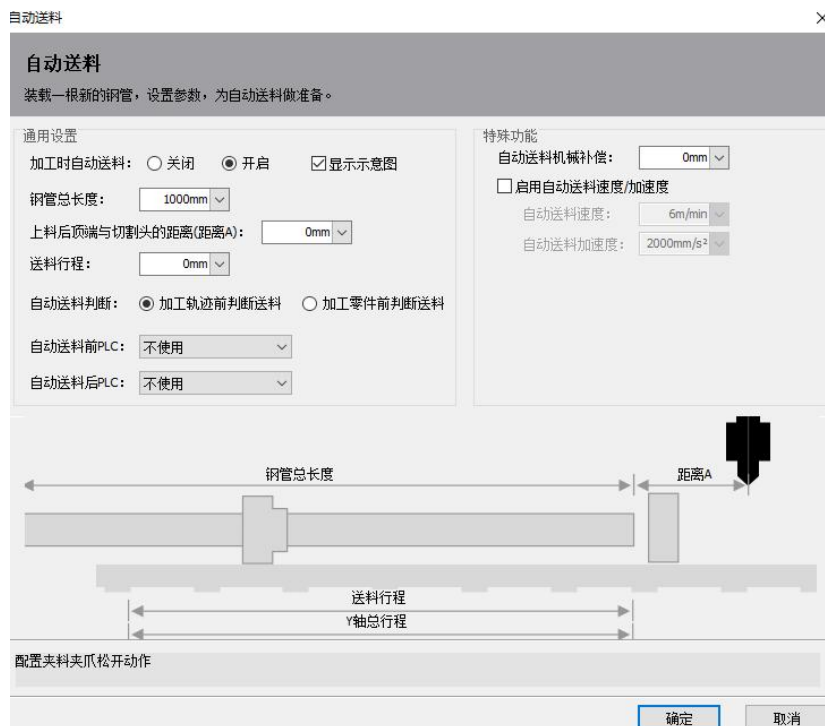 自动送料
自动送料
装载一根新的钢管，设置参数，为自动送料做准备。
通用设置
加工时自动送料： 关闭 开启 显示示意图
钢管总长度： 1000mm
上料后顶端与切割头的距离(距离A)： 0mm
送料行程： 0mm
自动送料判断： 加工轨迹前判断送料 加工零件前判断送料
自动送料前PLC： 不使用
自动送料后PLC： 不使用
特殊功能
自动送料机械补偿： 0mm
启用自动送料速度/加速度
自动送料速度： 6m/min
自动送料加速度： 2000mm/s²
钢管总长度 距离A
送料行程
Y轴总行程
配置夹料夹爪松开动作
确定 取消